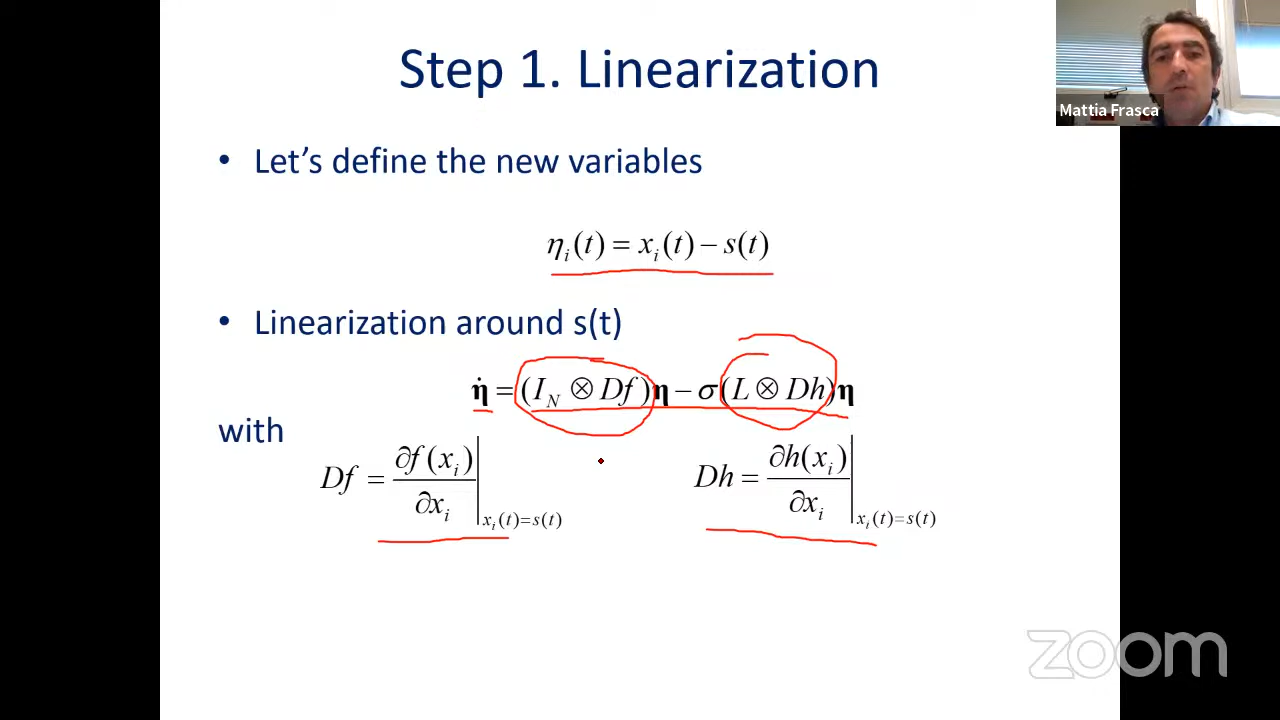 Step 1. Linearization
Mattia Frasca
• Let's define the new variables
η_i(t) = x_i(t) − s(t)
• Linearization around s(t)
η̇ = (I_N ⊗ Df)η − σ(L ⊗ Dh)η
with
Df = ∂f(x_i)/∂x_i |_{x_i(t)=s(t)}
Dh = ∂h(x_i)/∂x_i |_{x_i(t)=s(t)}
zoom